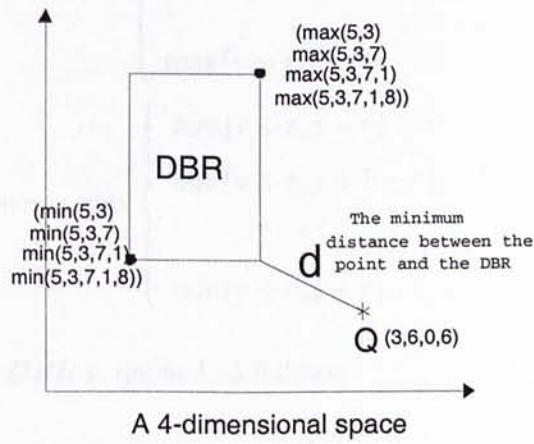 (max(5,3)
max(5,3,7)
max(5,3,7,1)
max(5,3,7,1,8))
DBR
(min(5,3)
min(5,3,7)
min(5,3,7,1)
min(5,3,7,1,8))
The minimum
distance between the
point and the DBR
d
Q (3,6,0,6)
A 4-dimensional space